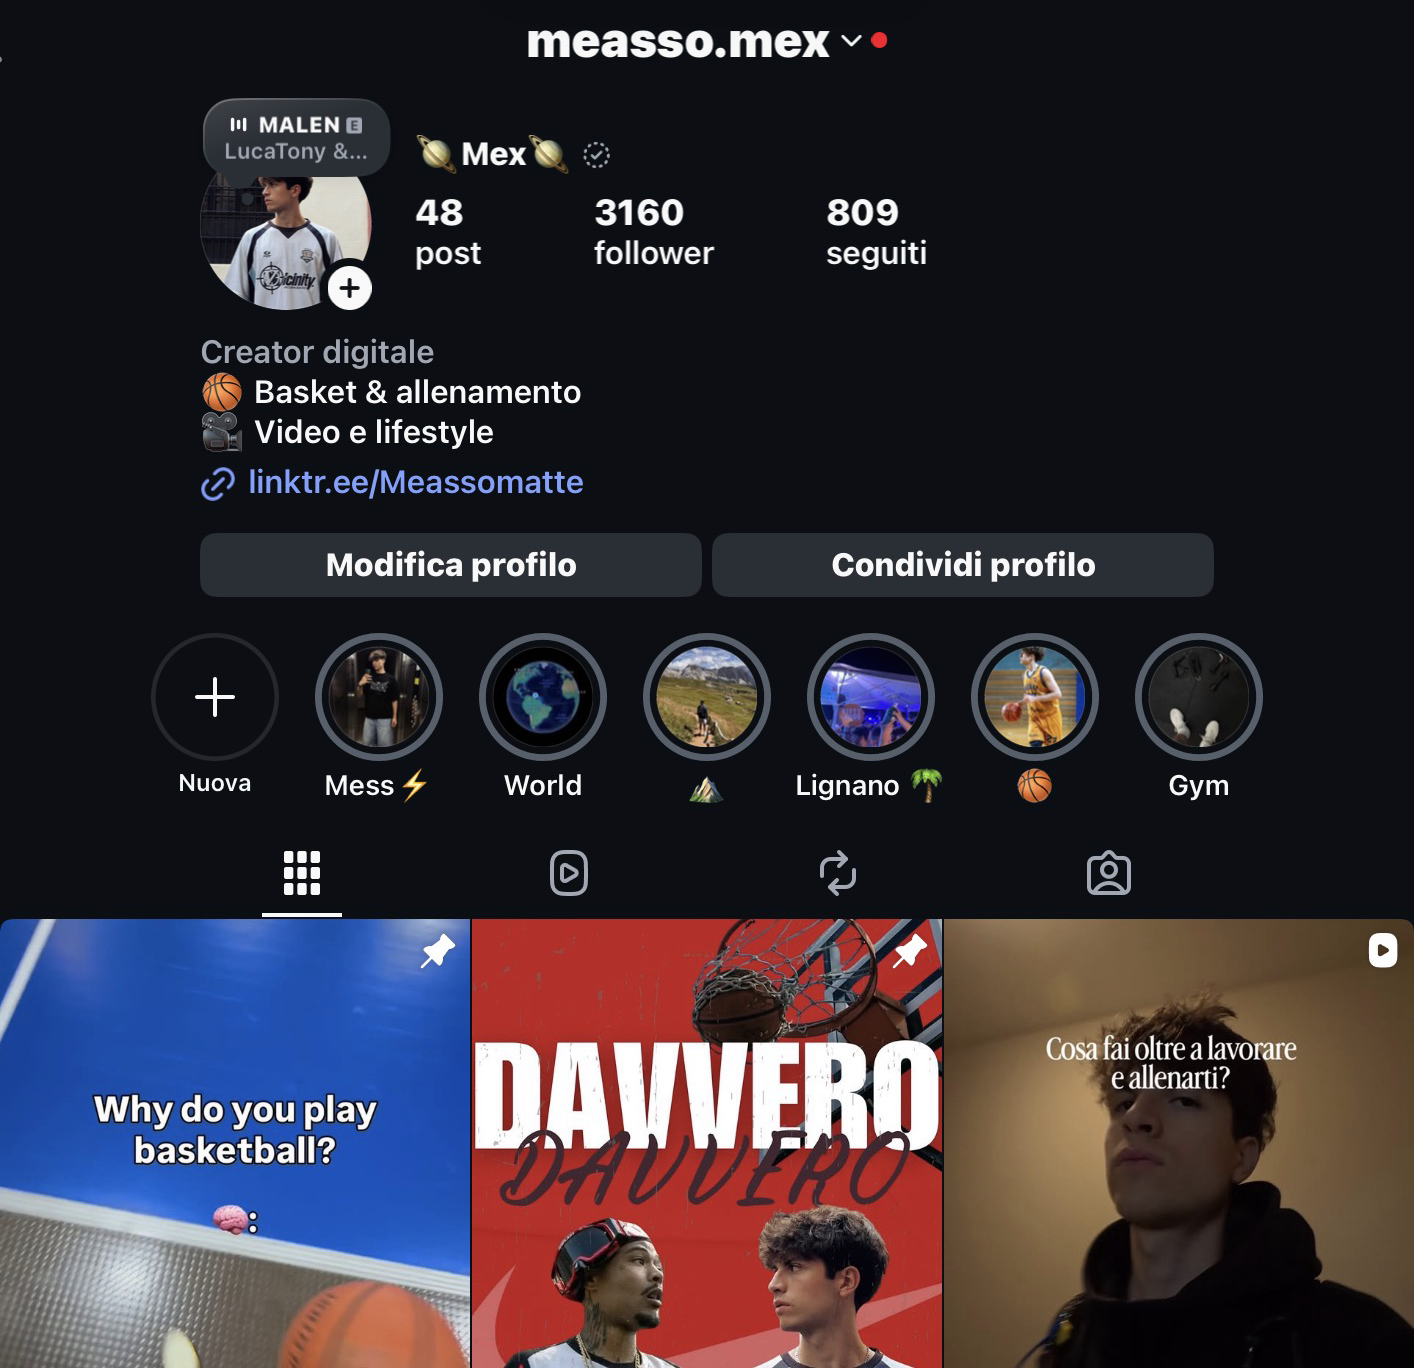 measso.mex
MALEN E
LucaTony &...
🪐 Mex 🪐
48
post
3160
follower
809
seguiti
icinity
Creator digitale
🏀 Basket & allenamento
🎥 Video e lifestyle
linktr.ee/Meassomatte
Modifica profilo
Condividi profilo
Nuova
Mess ⚡
World
⛰️
Lignano 🌴
🏀
Gym
Why do you play
basketball?
🧠:
DAVVERO
DAVVERO
Cosa fai oltre a lavorare
e allenarti?